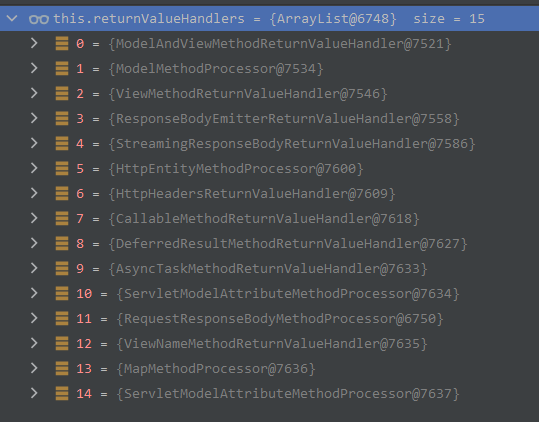 this.returnValueHandlers = {ArrayList@6748} size = 15
0 = {ModelAndViewMethodReturnValueHandler@7521}
1 = {ModelMethodProcessor@7534}
2 = {ViewMethodReturnValueHandler@7546}
3 = {ResponseBodyEmitterReturnValueHandler@7558}
4 = {StreamingResponseBodyReturnValueHandler@7586}
5 = {HttpEntityMethodProcessor@7600}
6 = {HttpHeadersReturnValueHandler@7609}
7 = {CallableMethodReturnValueHandler@7618}
8 = {DeferredResultMethodReturnValueHandler@7627}
9 = {AsyncTaskMethodReturnValueHandler@7633}
10 = {ServletModelAttributeMethodProcessor@7634}
11 = {RequestResponseBodyMethodProcessor@6750}
12 = {ViewNameMethodReturnValueHandler@7635}
13 = {MapMethodProcessor@7636}
14 = {ServletModelAttributeMethodProcessor@7637}